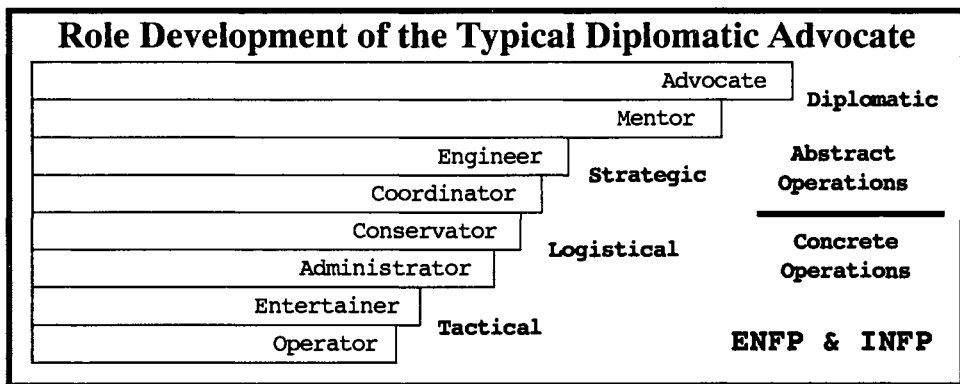 Role Development of the Typical Diplomatic Advocate
Advocate
Diplomatic
Mentor
Engineer
Strategic
Coordinator
Abstract
Operations
Conservator
Logistical
Administrator
Concrete
Operations
Entertainer
Tactical
Operator
ENFP & INFP